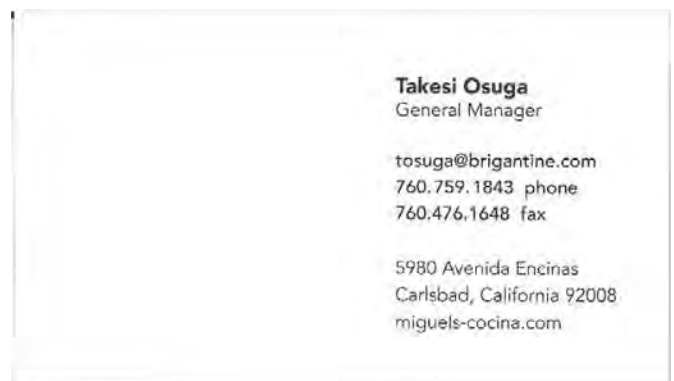 Takesi Osuga
General Manager
tosuga@brigantine.com
760.759.1843 phone
760.476.1648 fax
5980 Avenida Encinas
Carlsbad, California 92008
miguels-cocina.com